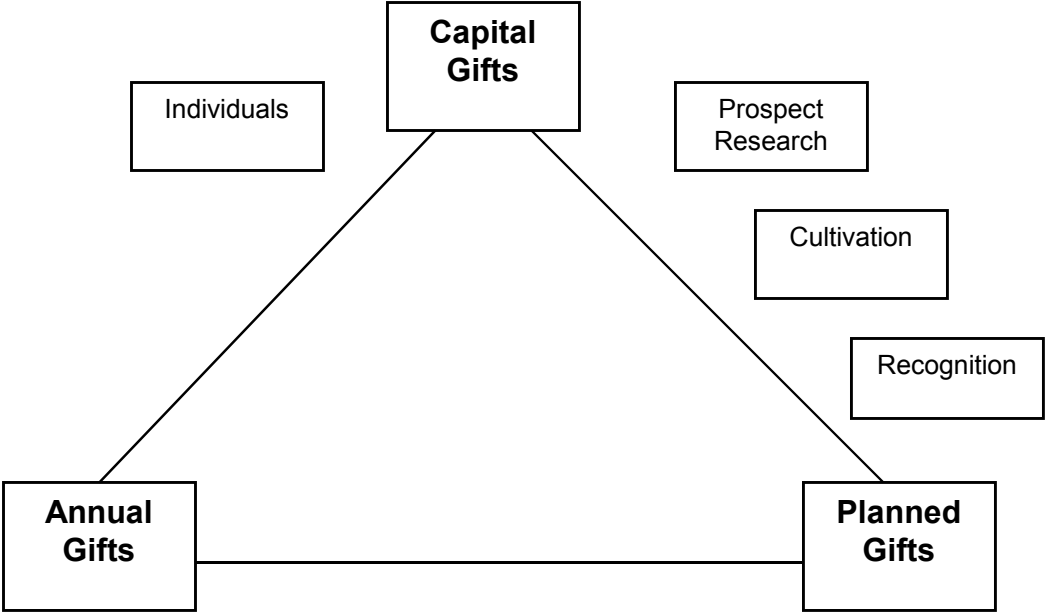 Capital
Gifts
Individuals
Prospect
Research
Cultivation
Recognition
Annual
Gifts
Planned
Gifts